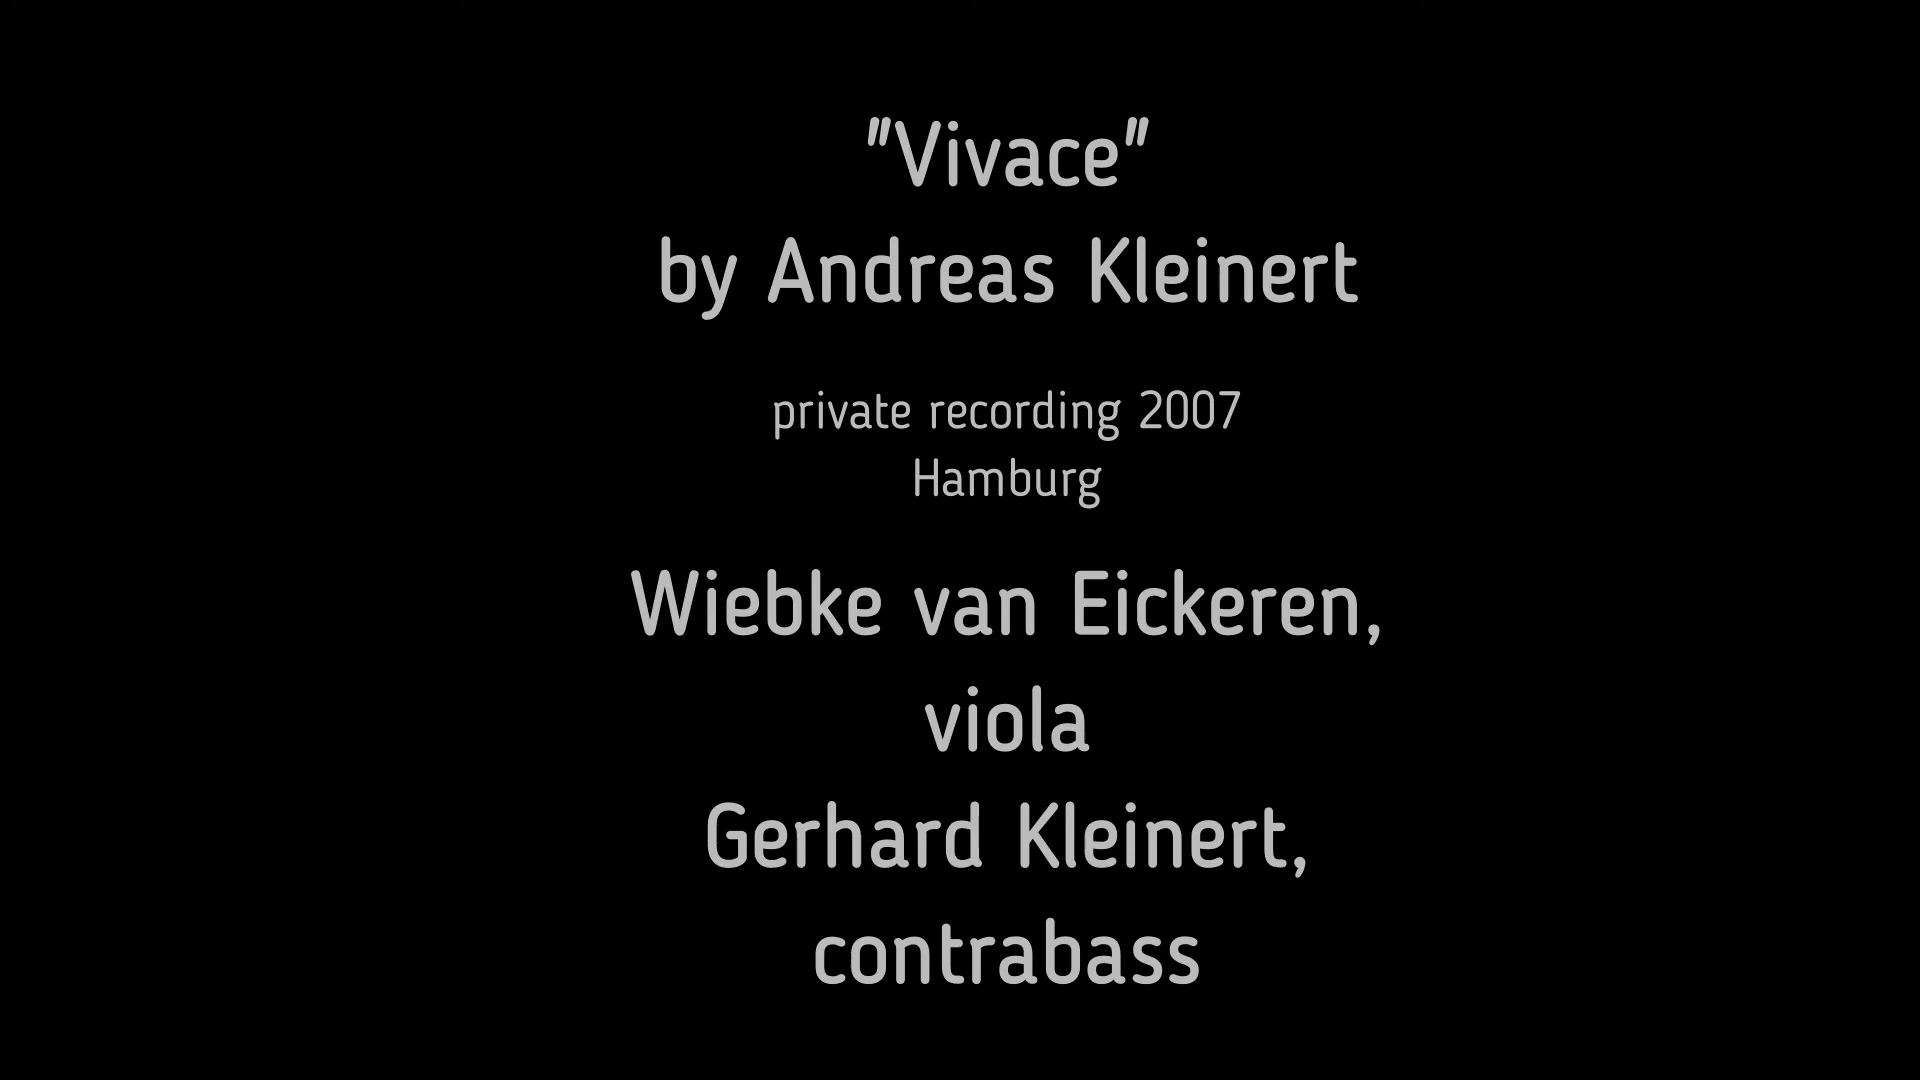 "Vivace"
by Andreas Kleinert
private recording 2007
Hamburg
Wiebke van Eickeren,
viola
Gerhard Kleinert,
contrabass